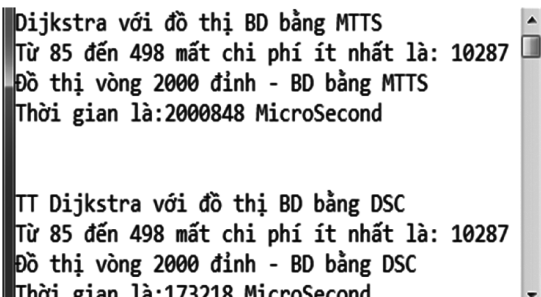 Dijkstra với đồ thị BD bằng MTTS
Từ 85 đến 498 mất chi phí ít nhất là: 10287
Đồ thị vòng 2000 đỉnh - BD bằng MTTS
Thời gian là:2000848 MicroSecond
TT Dijkstra với đồ thị BD bằng DSC
Từ 85 đến 498 mất chi phí ít nhất là: 10287
Đồ thị vòng 2000 đỉnh - BD bằng DSC
Thời gian là:173218 MicroSecond